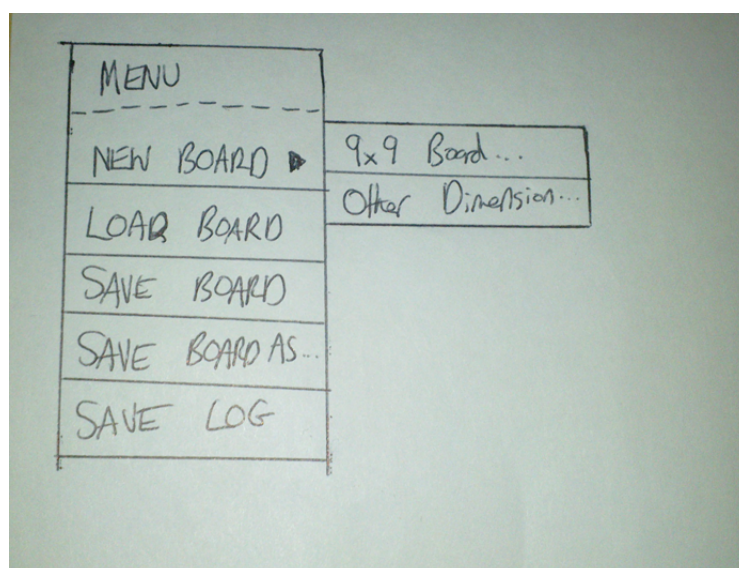 MENU
NEW BOARD ▶
9x9 Board...
Other Dimension...
LOAD BOARD
SAVE BOARD
SAVE BOARD AS...
SAVE LOG